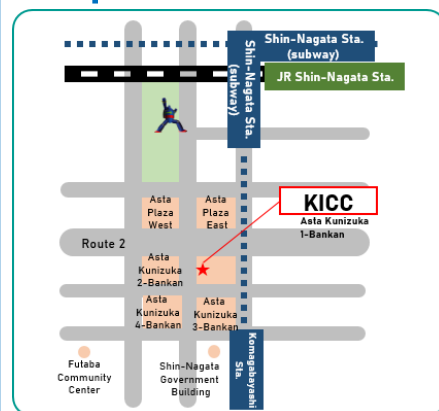 Shin-Nagata Sta.
(subway)
JR Shin-Nagata Sta.
Shin-Nagata Sta.
(subway)
KICC
Asta Kunizuka
1-Bankan
Asta
Plaza
West
Asta
Plaza
East
Route 2
Asta
Kunizuka
2-Bankan
Asta
Kunizuka
4-Bankan
Asta
Kunizuka
3-Bankan
Futaba
Community
Center
Shin-Nagata
Government
Building
Komagabayashi
Sta.